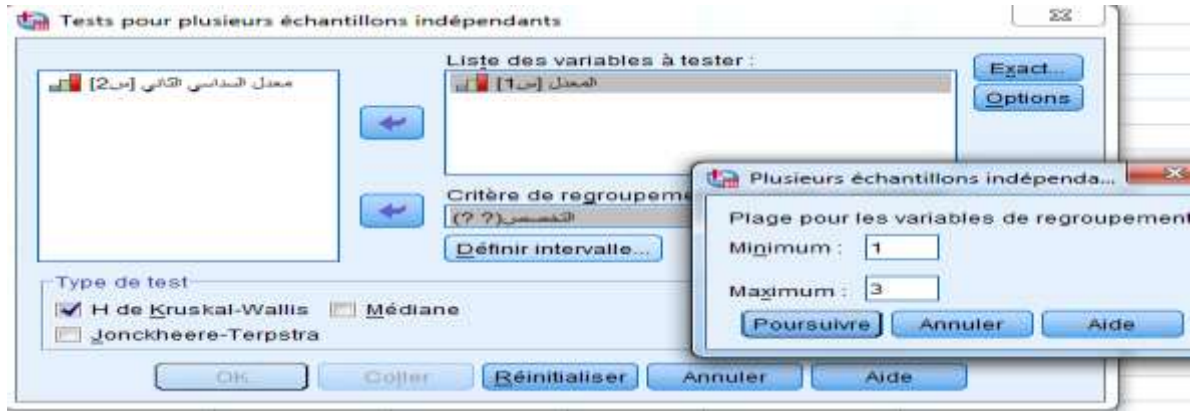 Tests pour plusieurs échantillons indépendants
Liste des variables à tester :
معدل السداسي الثاني [س2]
المعدل [س1]
Exact...
Options
Critère de regroupeme
التخصص(? ?)
Définir intervalle...
Type de test
H de Kruskal-Wallis
Médiane
Jonckheere-Terpstra
OK
Coller
Réinitialiser
Annuler
Aide
Plusieurs échantillons indépenda...
Plage pour les variables de regroupement
Minimum : 1
Maximum : 3
Poursuivre
Annuler
Aide